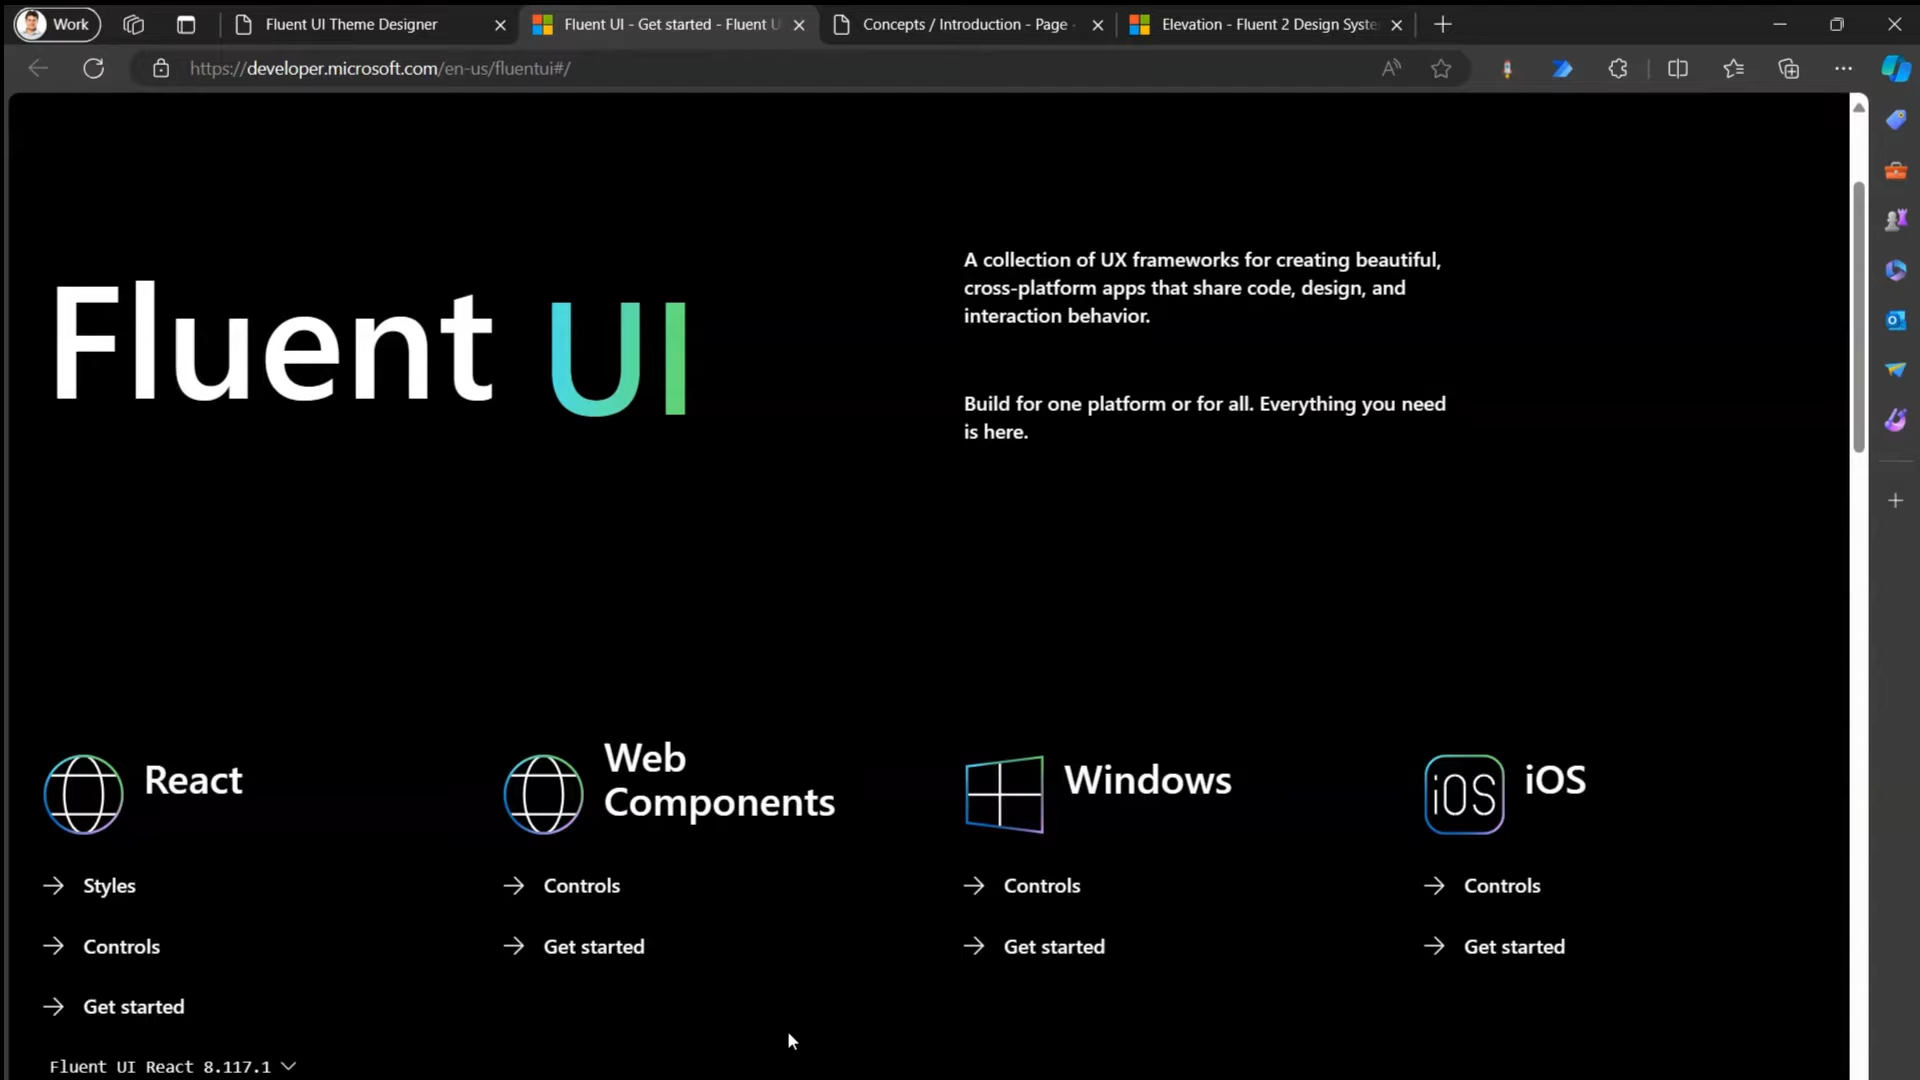 Work
Fluent UI Theme Designer
Fluent UI - Get started - Fluent U
Concepts / Introduction - Page
Elevation - Fluent 2 Design Syste
https://developer.microsoft.com/en-us/fluentui#/
Fluent UI
A collection of UX frameworks for creating beautiful,
cross-platform apps that share code, design, and
interaction behavior.
Build for one platform or for all. Everything you need
is here.
React
Styles
Controls
Get started
Fluent UI React 8.117.1
Web
Components
Controls
Get started
Windows
Controls
Get started
iOS
iOS
Controls
Get started